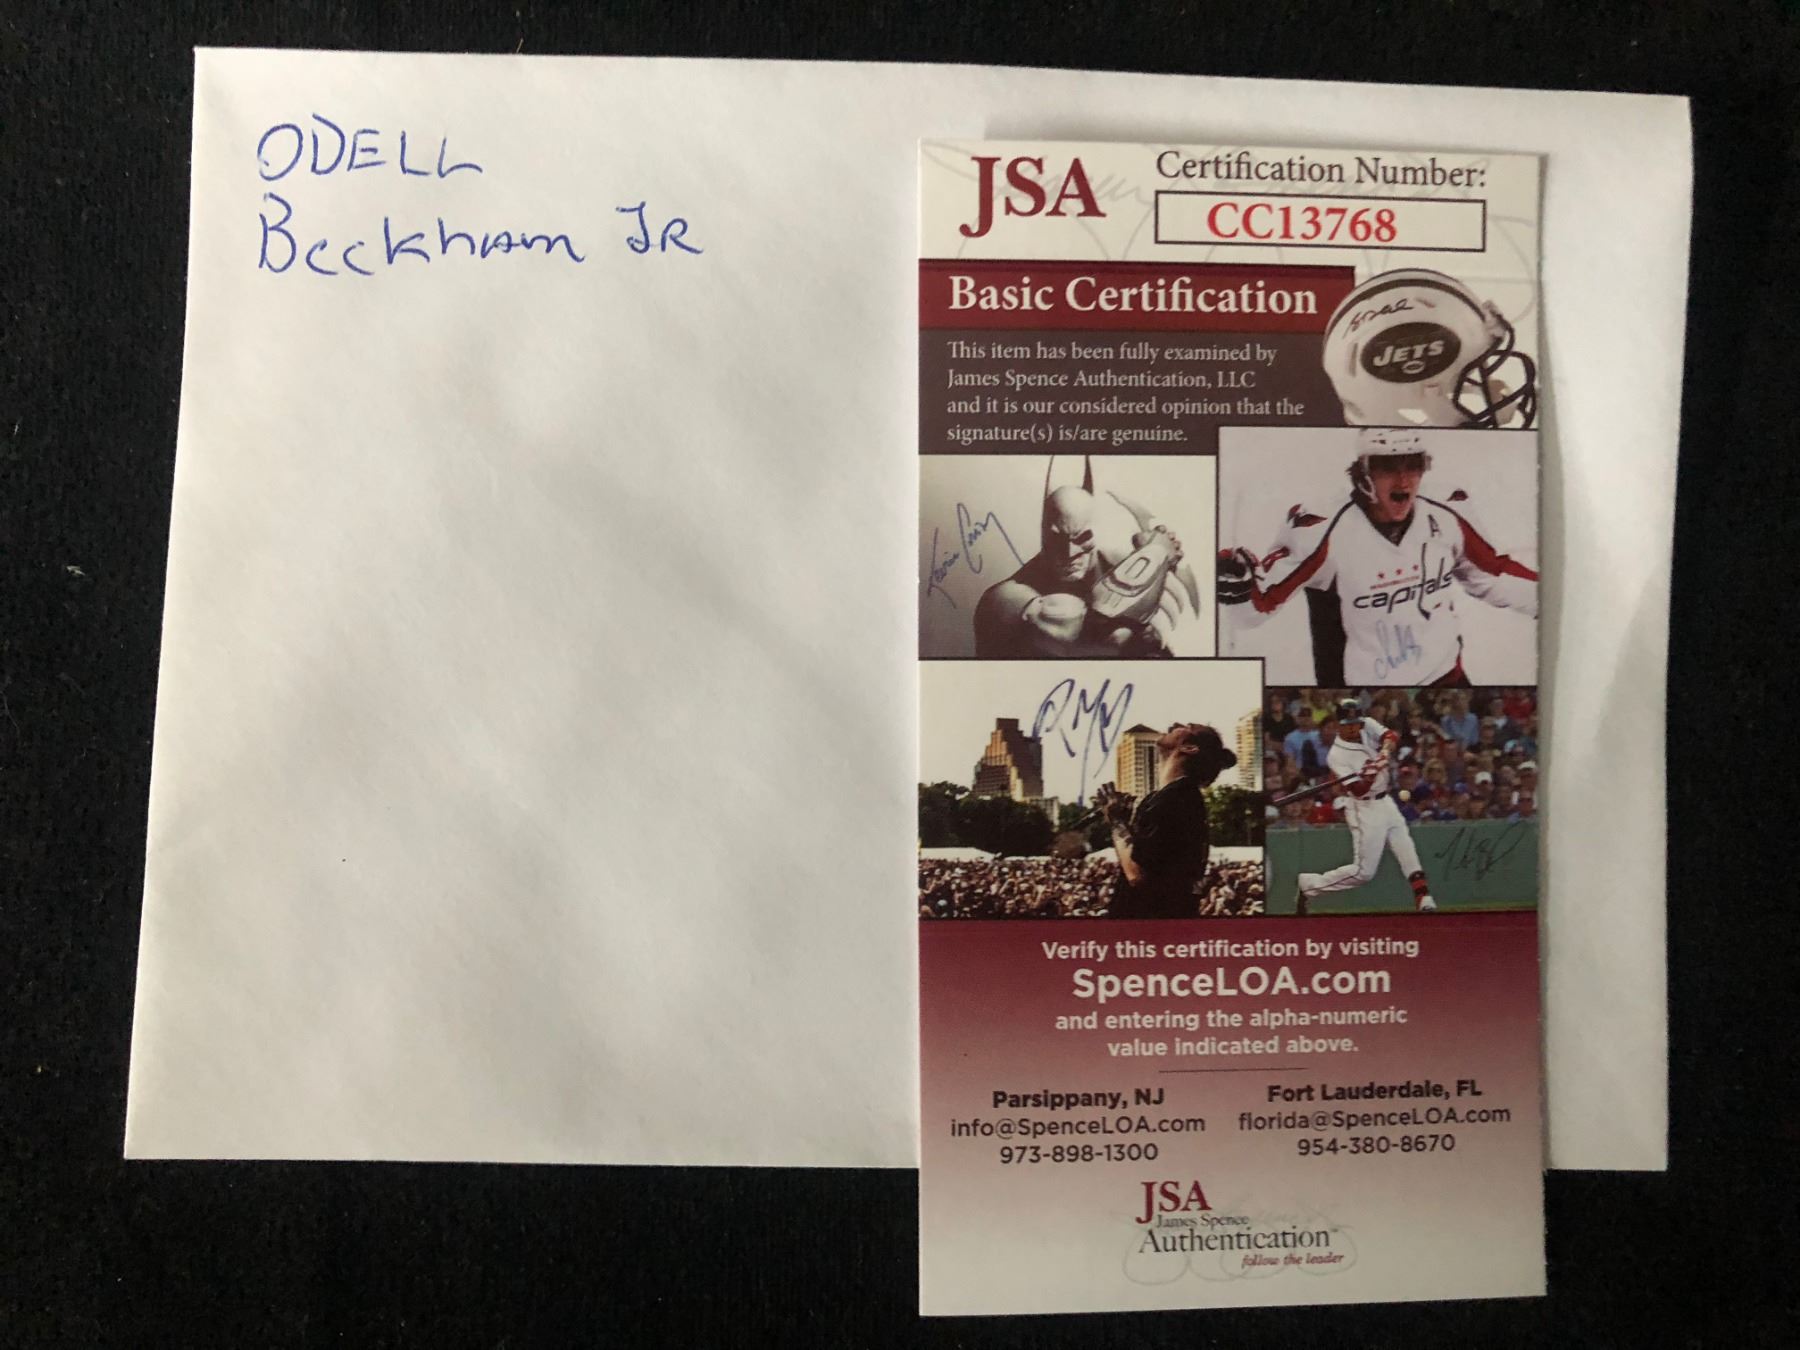 ODELL
Beckham JR
JSA
Certification Number:
CC13768
Basic Certification
This item has been fully examined by
James Spence Authentication, LLC
and it is our considered opinion that the
signature(s) is/are genuine.
JETS
A
capitals
Verify this certification by visiting
SpenceLOA.com
and entering the alpha-numeric
value indicated above.
Parsippany, NJ
info@SpenceLOA.com
973-898-1300
Fort Lauderdale, FL
florida@SpenceLOA.com
954-380-8670
JSA
James Spence
Authentication
follow the leader